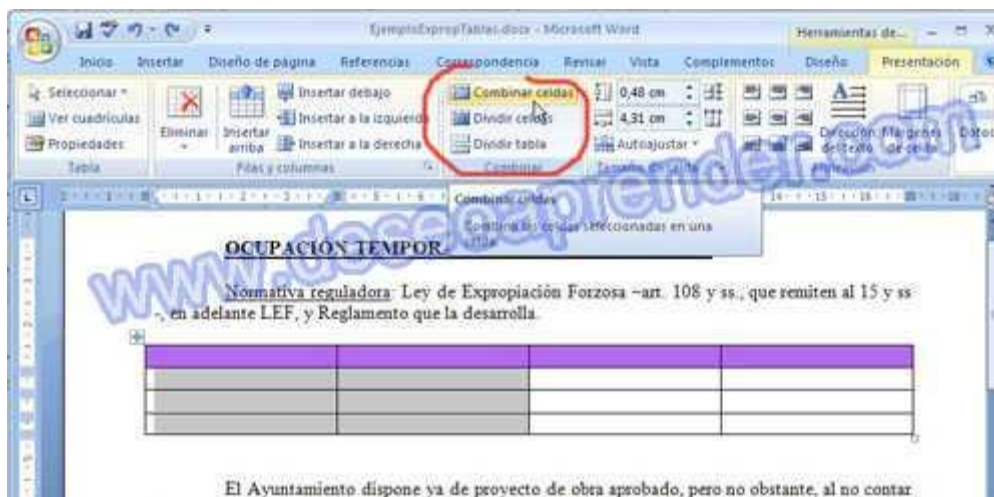 EjemploExpropTablas.docx - Microsoft Word
Herramientas de...
Inicio Insertar Diseño de página Referencias Correspondencia Revisar Vista Complementos Diseño Presentación
Seleccionar
Ver cuadrículas
Propiedades
Tabla
Eliminar
Insertar arriba
Insertar debajo
Insertar a la izquierda
Insertar a la derecha
Filas y columnas
Combinar celdas
Dividir celdas
Dividir tabla
Combinar
0,48 cm
4,31 cm
Autoajustar
Dirección del texto
Márgenes de celda
Datos
Combinar celdas
Combina las celdas seleccionadas en una celda.
www.deseoaprender.com
OCUPACIÓN TEMPOR
Normativa reguladora: Ley de Expropiación Forzosa –art. 108 y ss., que remiten al 15 y ss
-, en adelante LEF, y Reglamento que la desarrolla.
El Ayuntamiento dispone ya de proyecto de obra aprobado, pero no obstante, al no contar